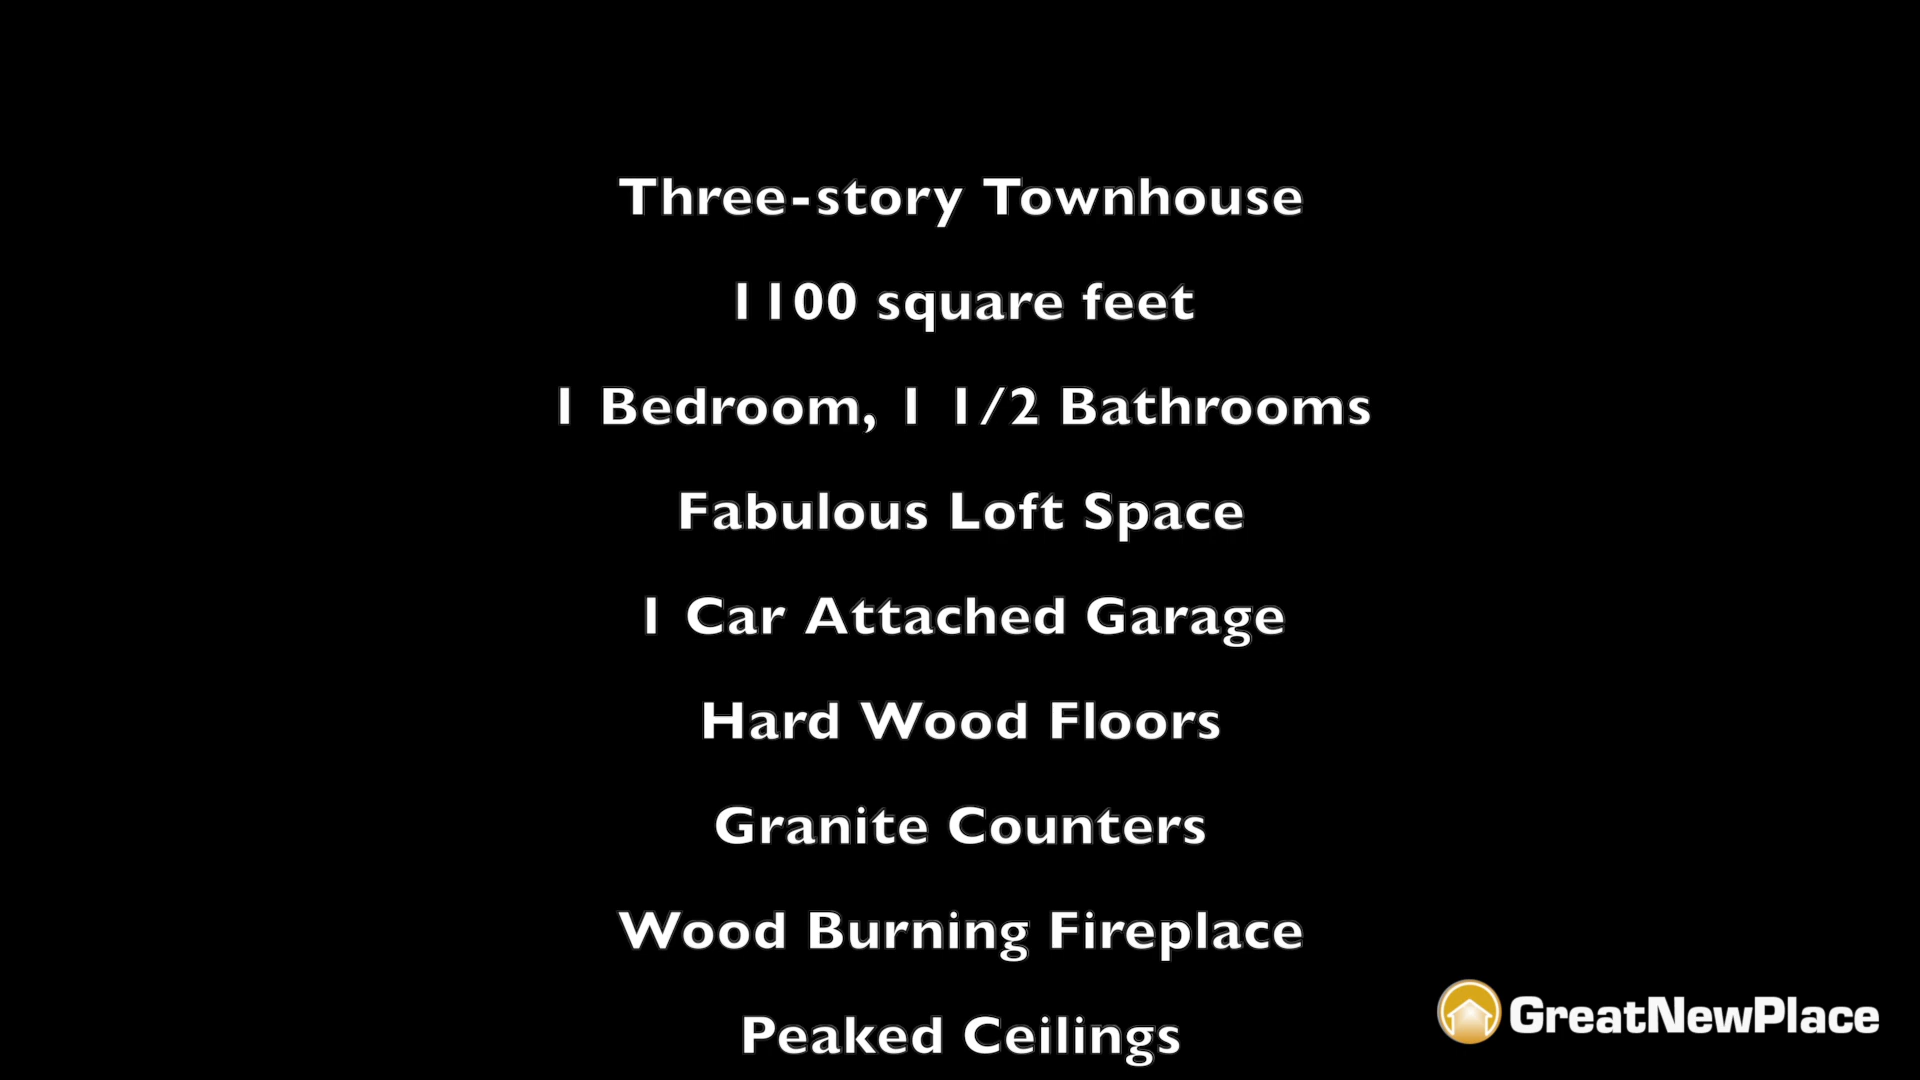 Three-story Townhouse
1100 square feet
1 Bedroom, 1 1/2 Bathrooms
Fabulous Loft Space
1 Car Attached Garage
Hard Wood Floors
Granite Counters
Wood Burning Fireplace
Peaked Ceilings
GreatNewPlace